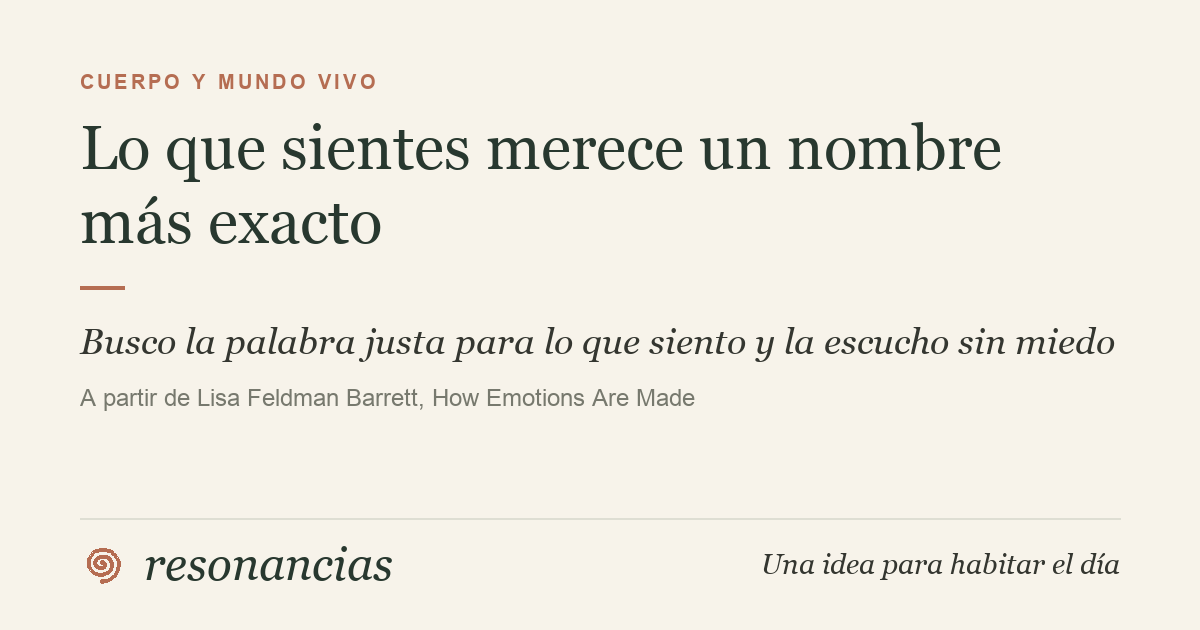 CUERPO Y MUNDO VIVO
Lo que sientes merece un nombre
más exacto
Busco la palabra justa para lo que siento y la escucho sin miedo
A partir de Lisa Feldman Barrett, How Emotions Are Made
resonancias
Una idea para habitar el día